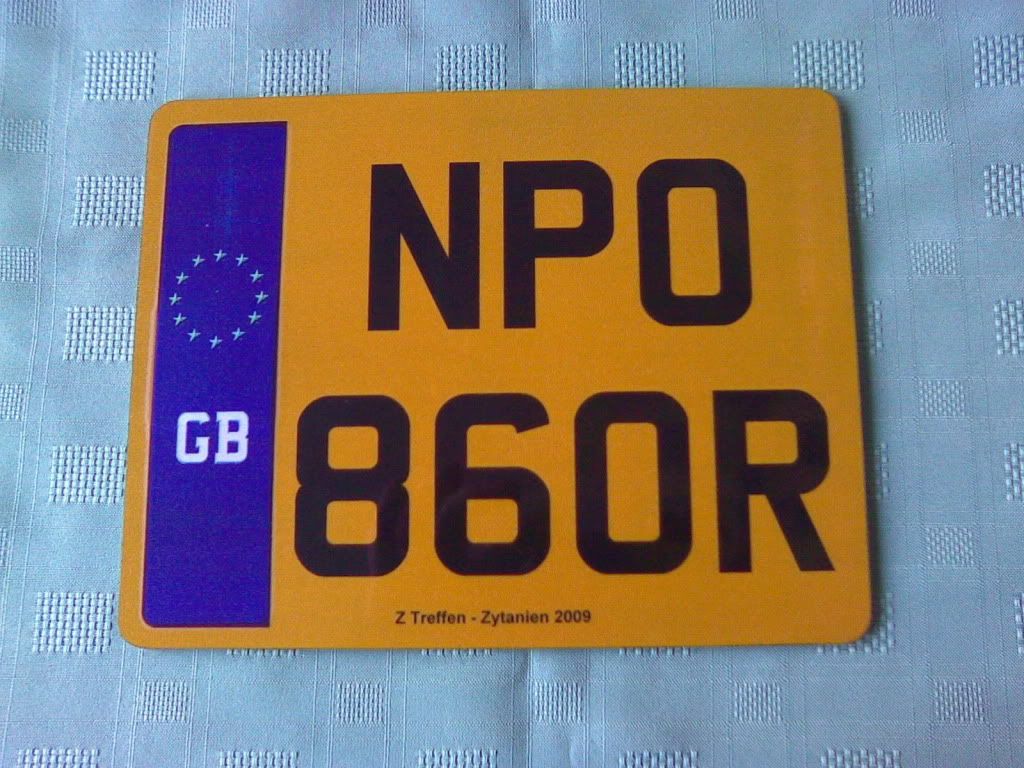 NPO
GB
860R
Z Treffen - Zytanien 2009